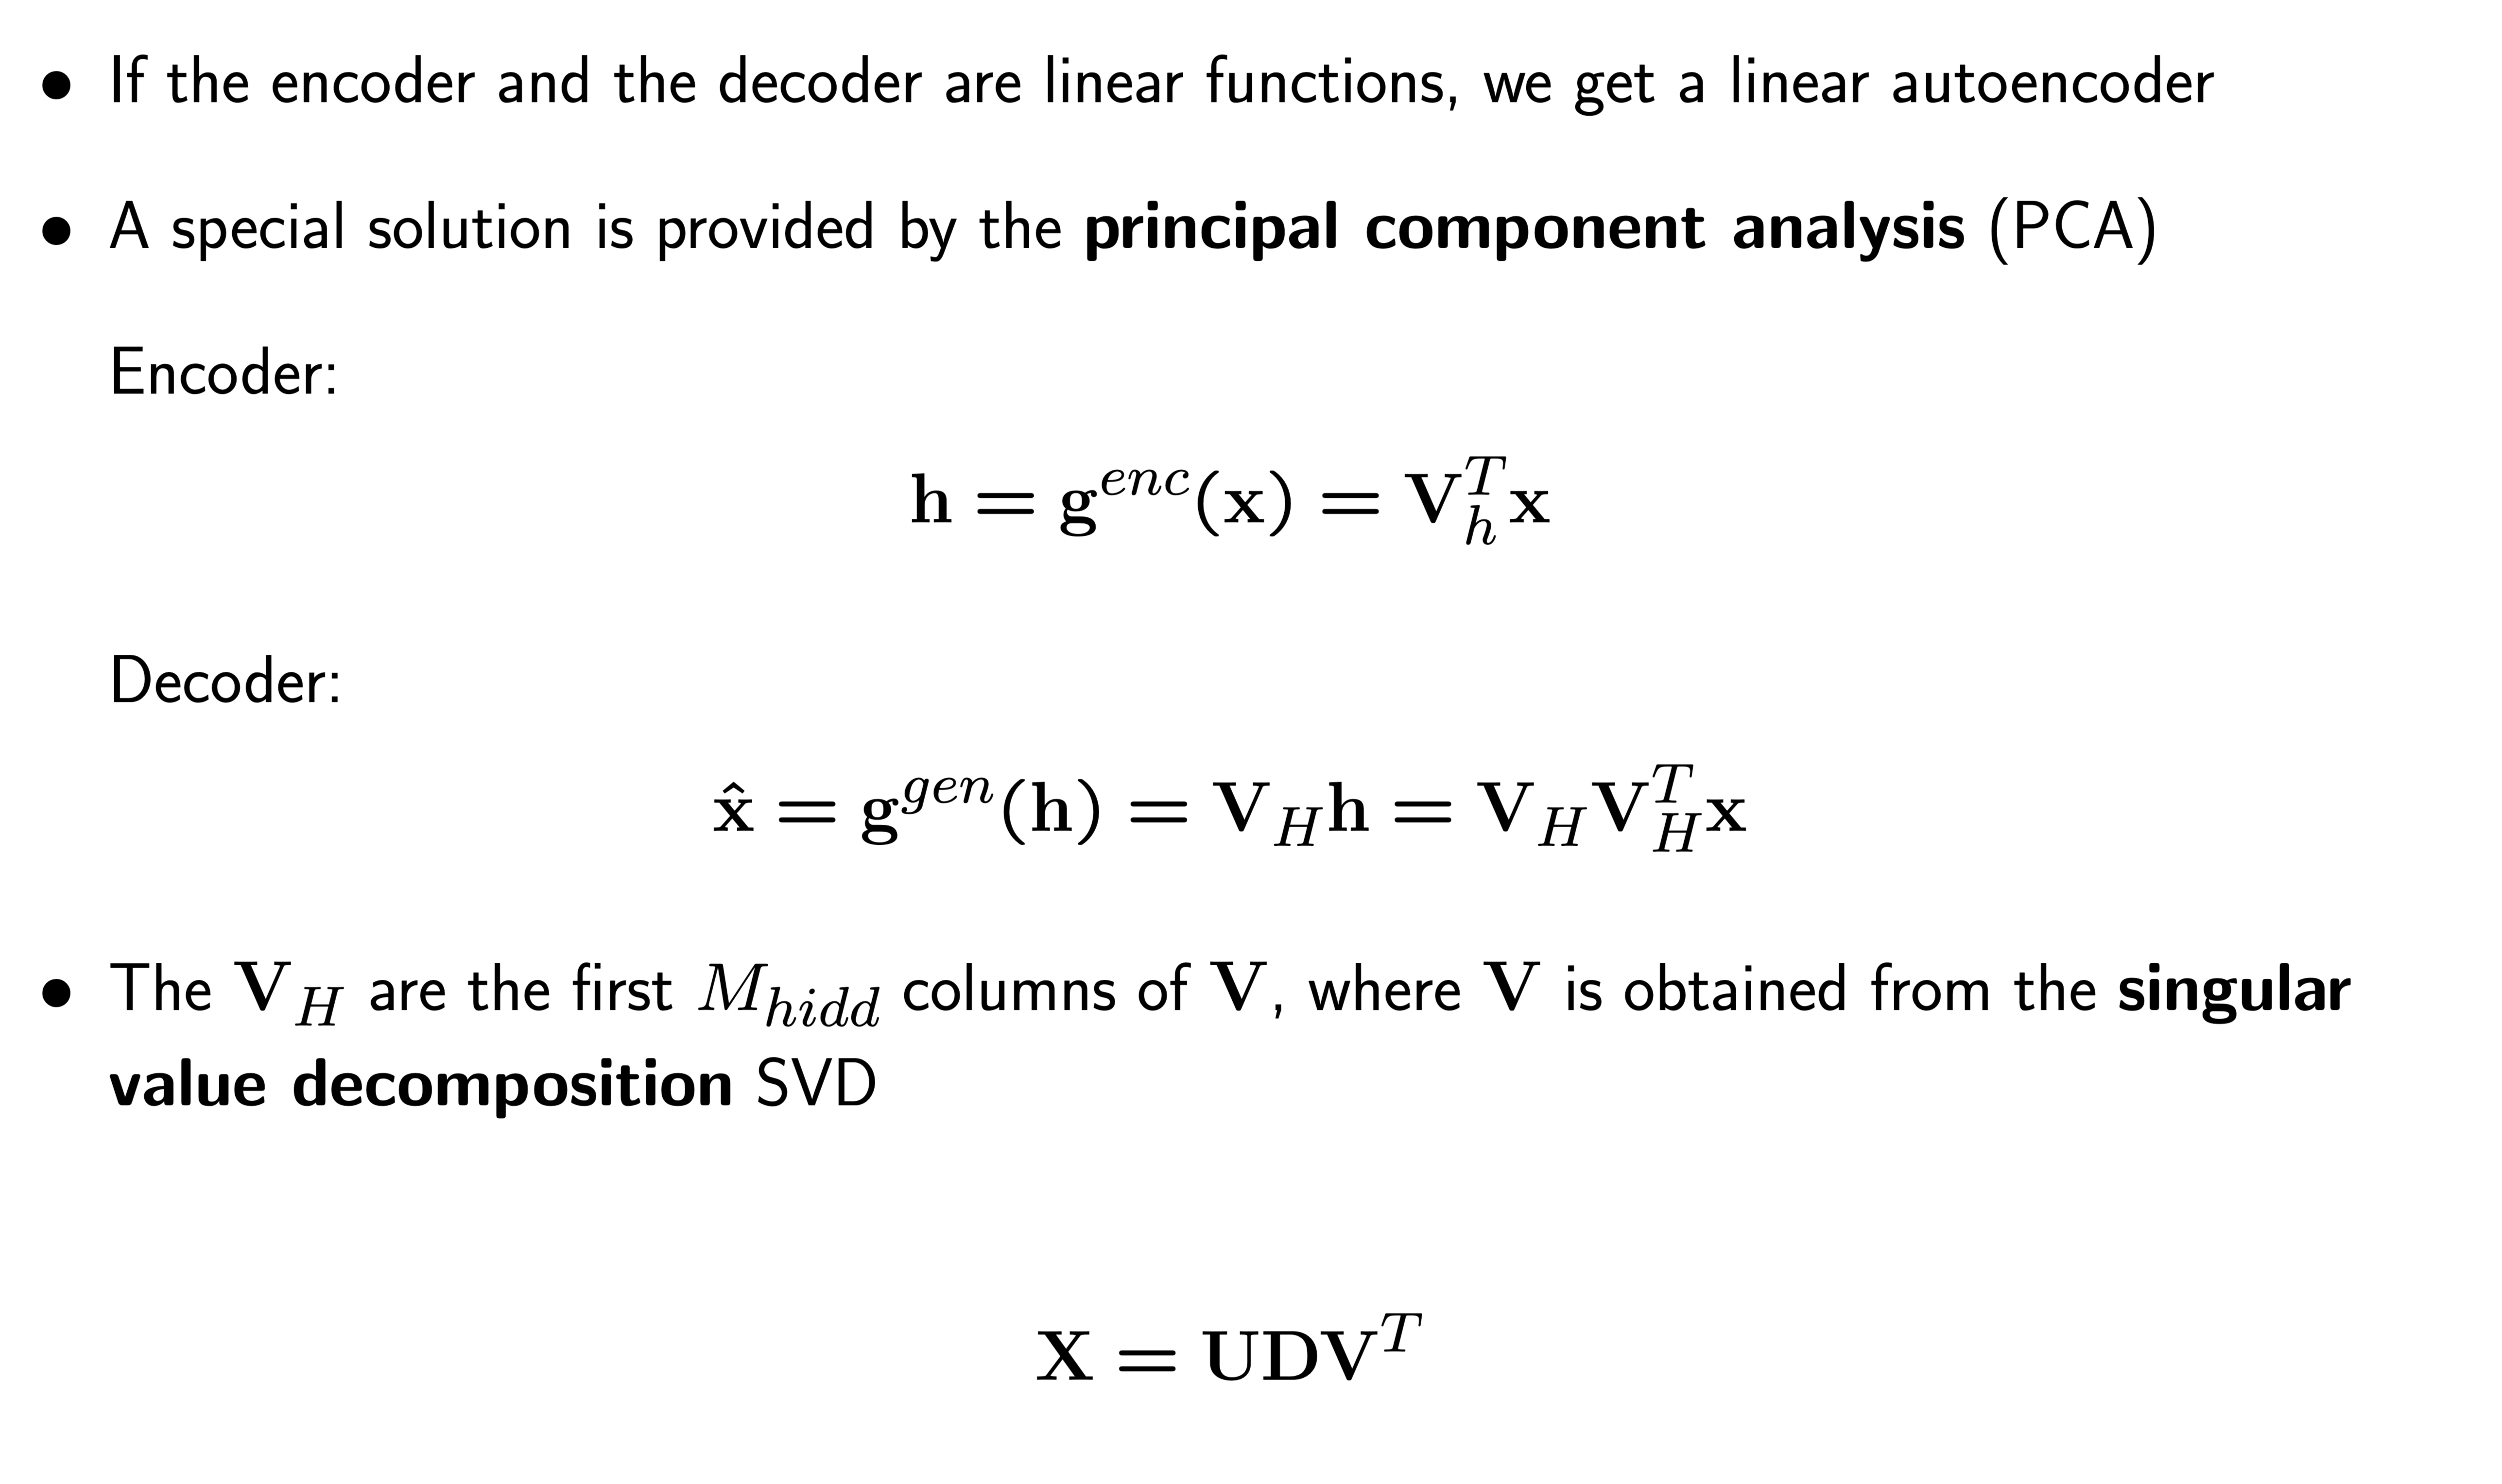 • If the encoder and the decoder are linear functions, we get a linear autoencoder
• A special solution is provided by the principal component analysis (PCA)
Encoder:
$\mathbf{h} = \mathbf{g}^{enc}(\mathbf{x}) = \mathbf{V}_h^T \mathbf{x}$
Decoder:
$\hat{\mathbf{x}} = \mathbf{g}^{gen}(\mathbf{h}) = \mathbf{V}_H \mathbf{h} = \mathbf{V}_H \mathbf{V}_H^T \mathbf{x}$
• The $\mathbf{V}_H$ are the first $M_{hidd}$ columns of $\mathbf{V}$, where $\mathbf{V}$ is obtained from the singular
value decomposition SVD
$\mathbf{X} = \mathbf{U}\mathbf{D}\mathbf{V}^T$